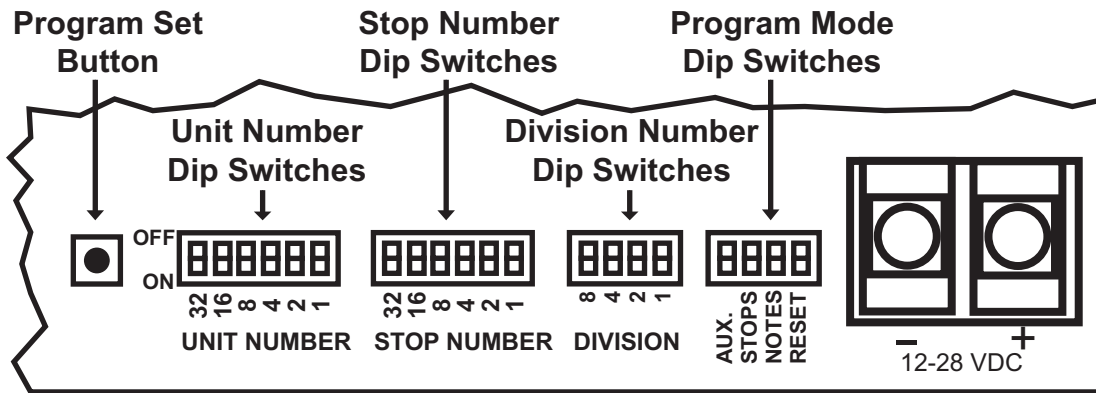 Program Set
Button
Stop Number
Dip Switches
Program Mode
Dip Switches
Unit Number
Dip Switches
Division Number
Dip Switches
OFF
ON
32 16 8 4 2 1
UNIT NUMBER
32 16 8 4 2 1
STOP NUMBER
8 4 2 1
DIVISION
AUX.
STOPS
NOTES
RESET
- +
12-28 VDC